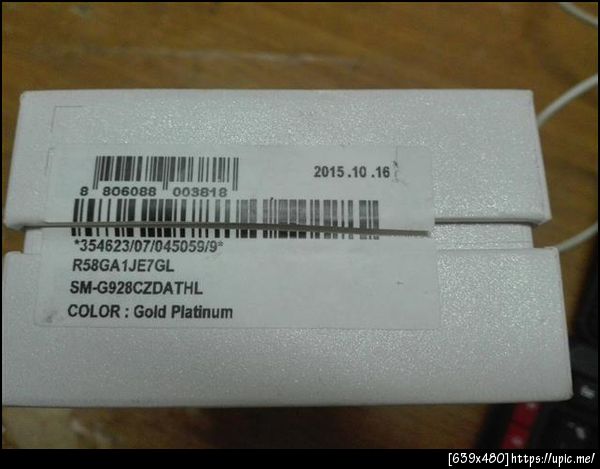 2015.10.16
8 806088 003818
*354623/07/045059/9*
R58GA1JE7GL
SM-G928CZDATHL
COLOR : Gold Platinum
[639x480]https://upic.me/